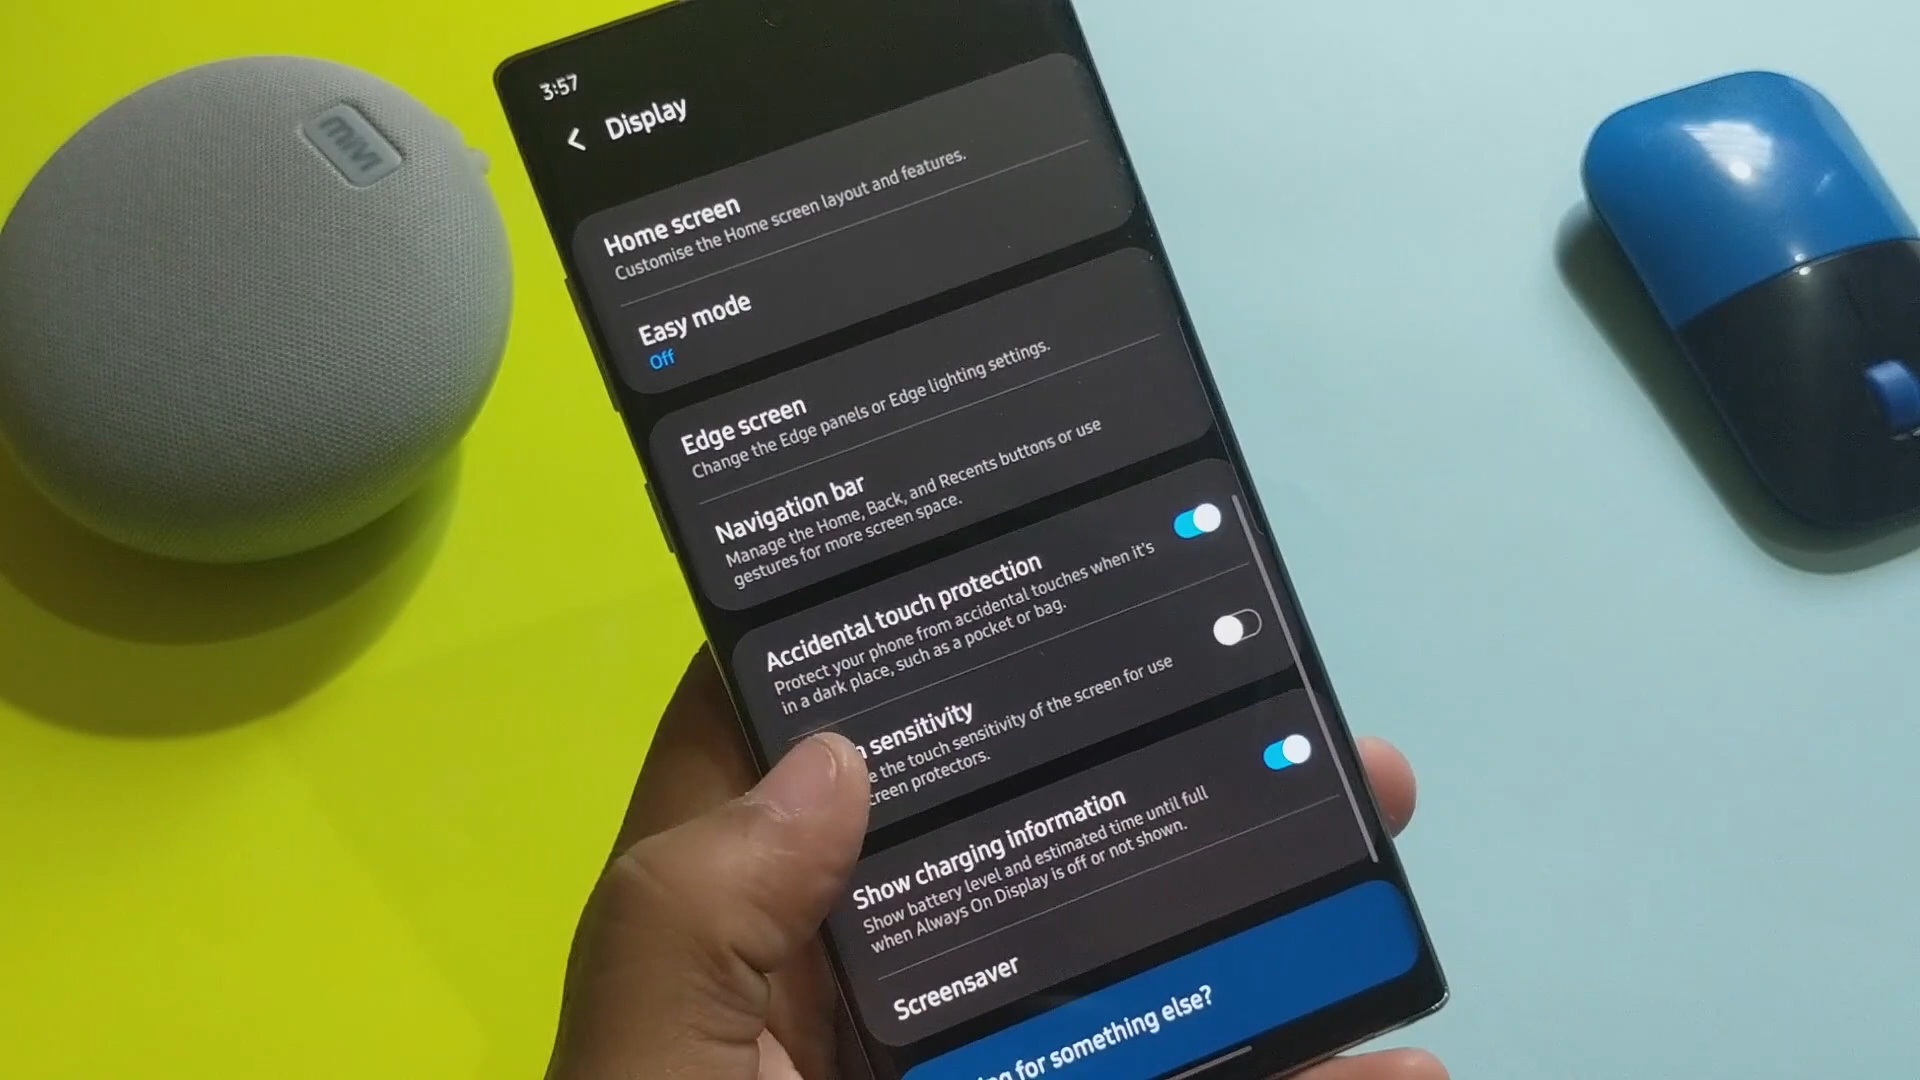 MIVI
3:57
Display
Home screen
Customise the Home screen layout and features.
Easy mode
Off
Edge screen
Change the Edge panels or Edge lighting settings.
Navigation bar
Manage the Home, Back, and Recents buttons or use
gestures for more screen space.
Accidental touch protection
Protect your phone from accidental touches when it's
in a dark place, such as a pocket or bag.
sensitivity
the touch sensitivity of the screen for use
protectors.
Show charging information
Show battery level and estimated time until full
when Always On Display is off or not shown.
Screensaver
for something else?